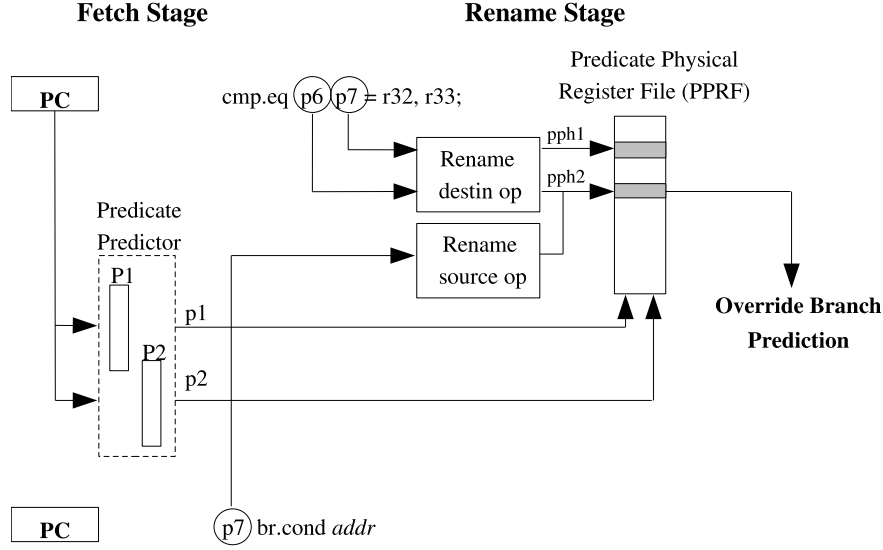 Fetch Stage
Rename Stage
Predicate Physical
Register File (PPRF)
PC
cmp.eq p6 p7 = r32, r33;
pph1
Rename
destin op
pph2
Predicate
Predictor
Rename
source op
P1
p1
Override Branch
Prediction
P2
p2
PC
p7 br.cond addr